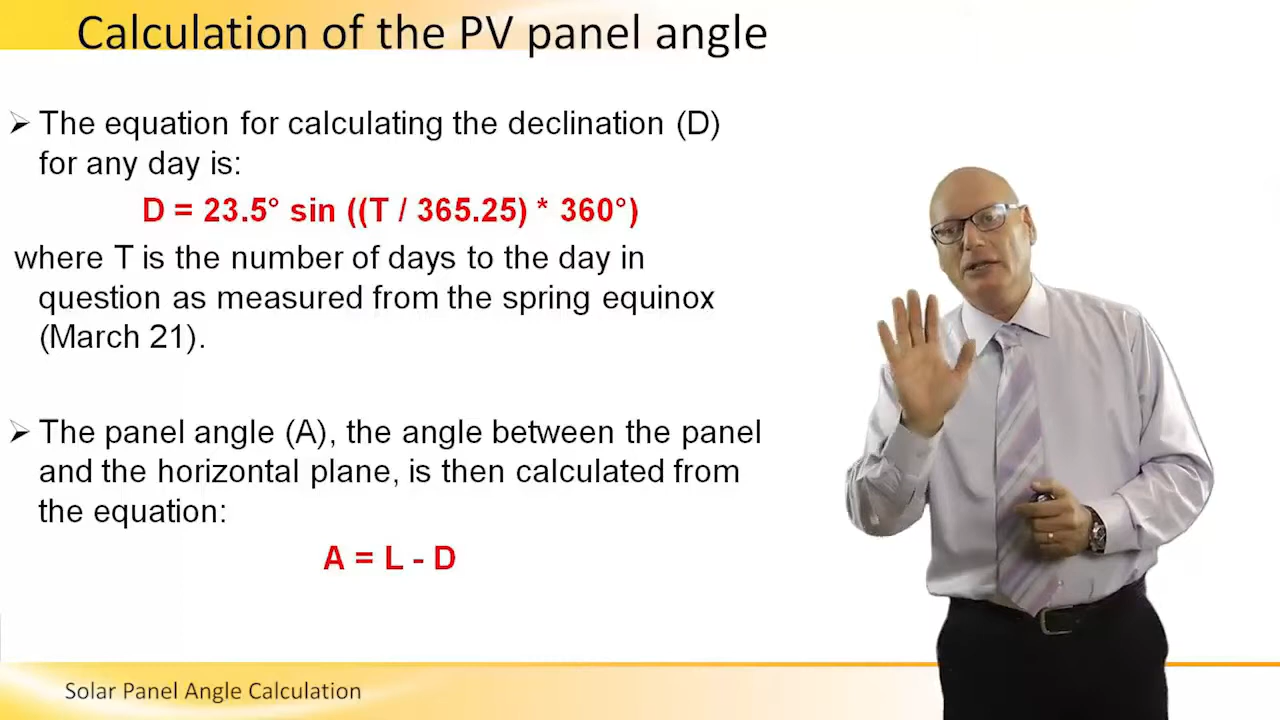 Calculation of the PV panel angle
➢ The equation for calculating the declination (D)
for any day is:
D = 23.5° sin ((T / 365.25) * 360°)
where T is the number of days to the day in
question as measured from the spring equinox
(March 21).
➢ The panel angle (A), the angle between the panel
and the horizontal plane, is then calculated from
the equation:
A = L - D
Solar Panel Angle Calculation